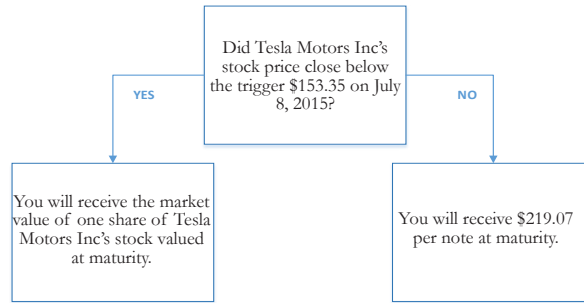 Did Tesla Motors Inc's
stock price close below
the trigger $153.35 on July
8, 2015?
YES
NO
You will receive the market
value of one share of Tesla
Motors Inc's stock valued
at maturity.
You will receive $219.07
per note at maturity.